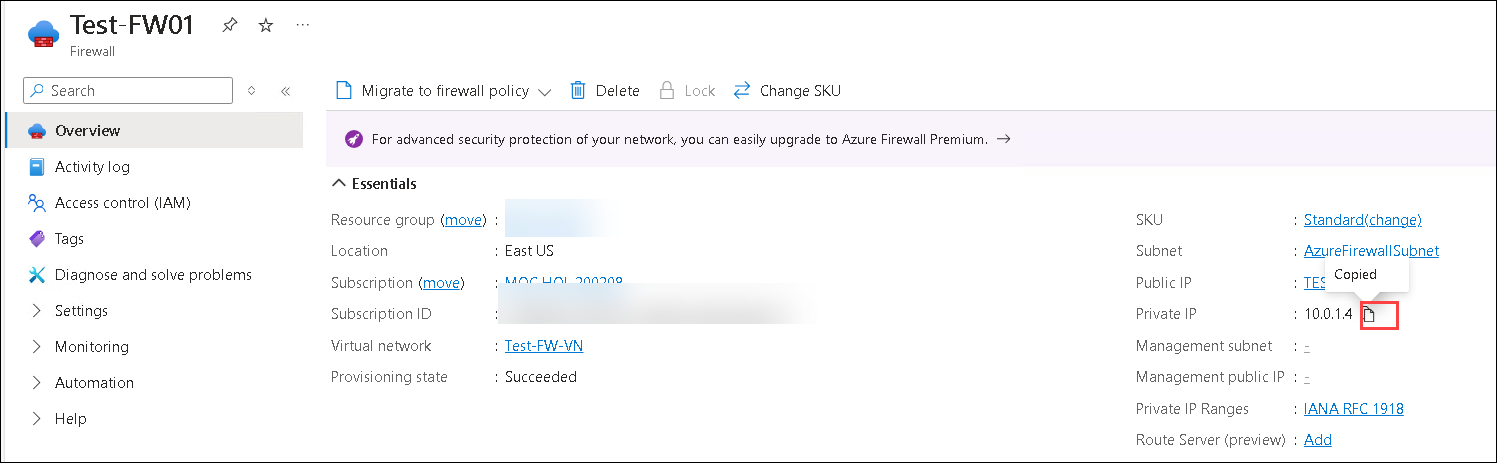 Test-FW01
Firewall
Search
Migrate to firewall policy Delete Lock Change SKU
Overview
Activity log
Access control (IAM)
Tags
Diagnose and solve problems
Settings
Monitoring
Automation
Help
For advanced security protection of your network, you can easily upgrade to Azure Firewall Premium. →
Essentials
Resource group (move) :
Location : East US
Subscription (move) : MOC HOL 200208
Subscription ID :
Virtual network : Test-FW-VN
Provisioning state : Succeeded
SKU : Standard(change)
Subnet : AzureFirewallSubnet
Copied
Public IP :
Private IP : 10.0.1.4
Management subnet : -
Management public IP : -
Private IP Ranges : IANA RFC 1918
Route Server (preview) : Add